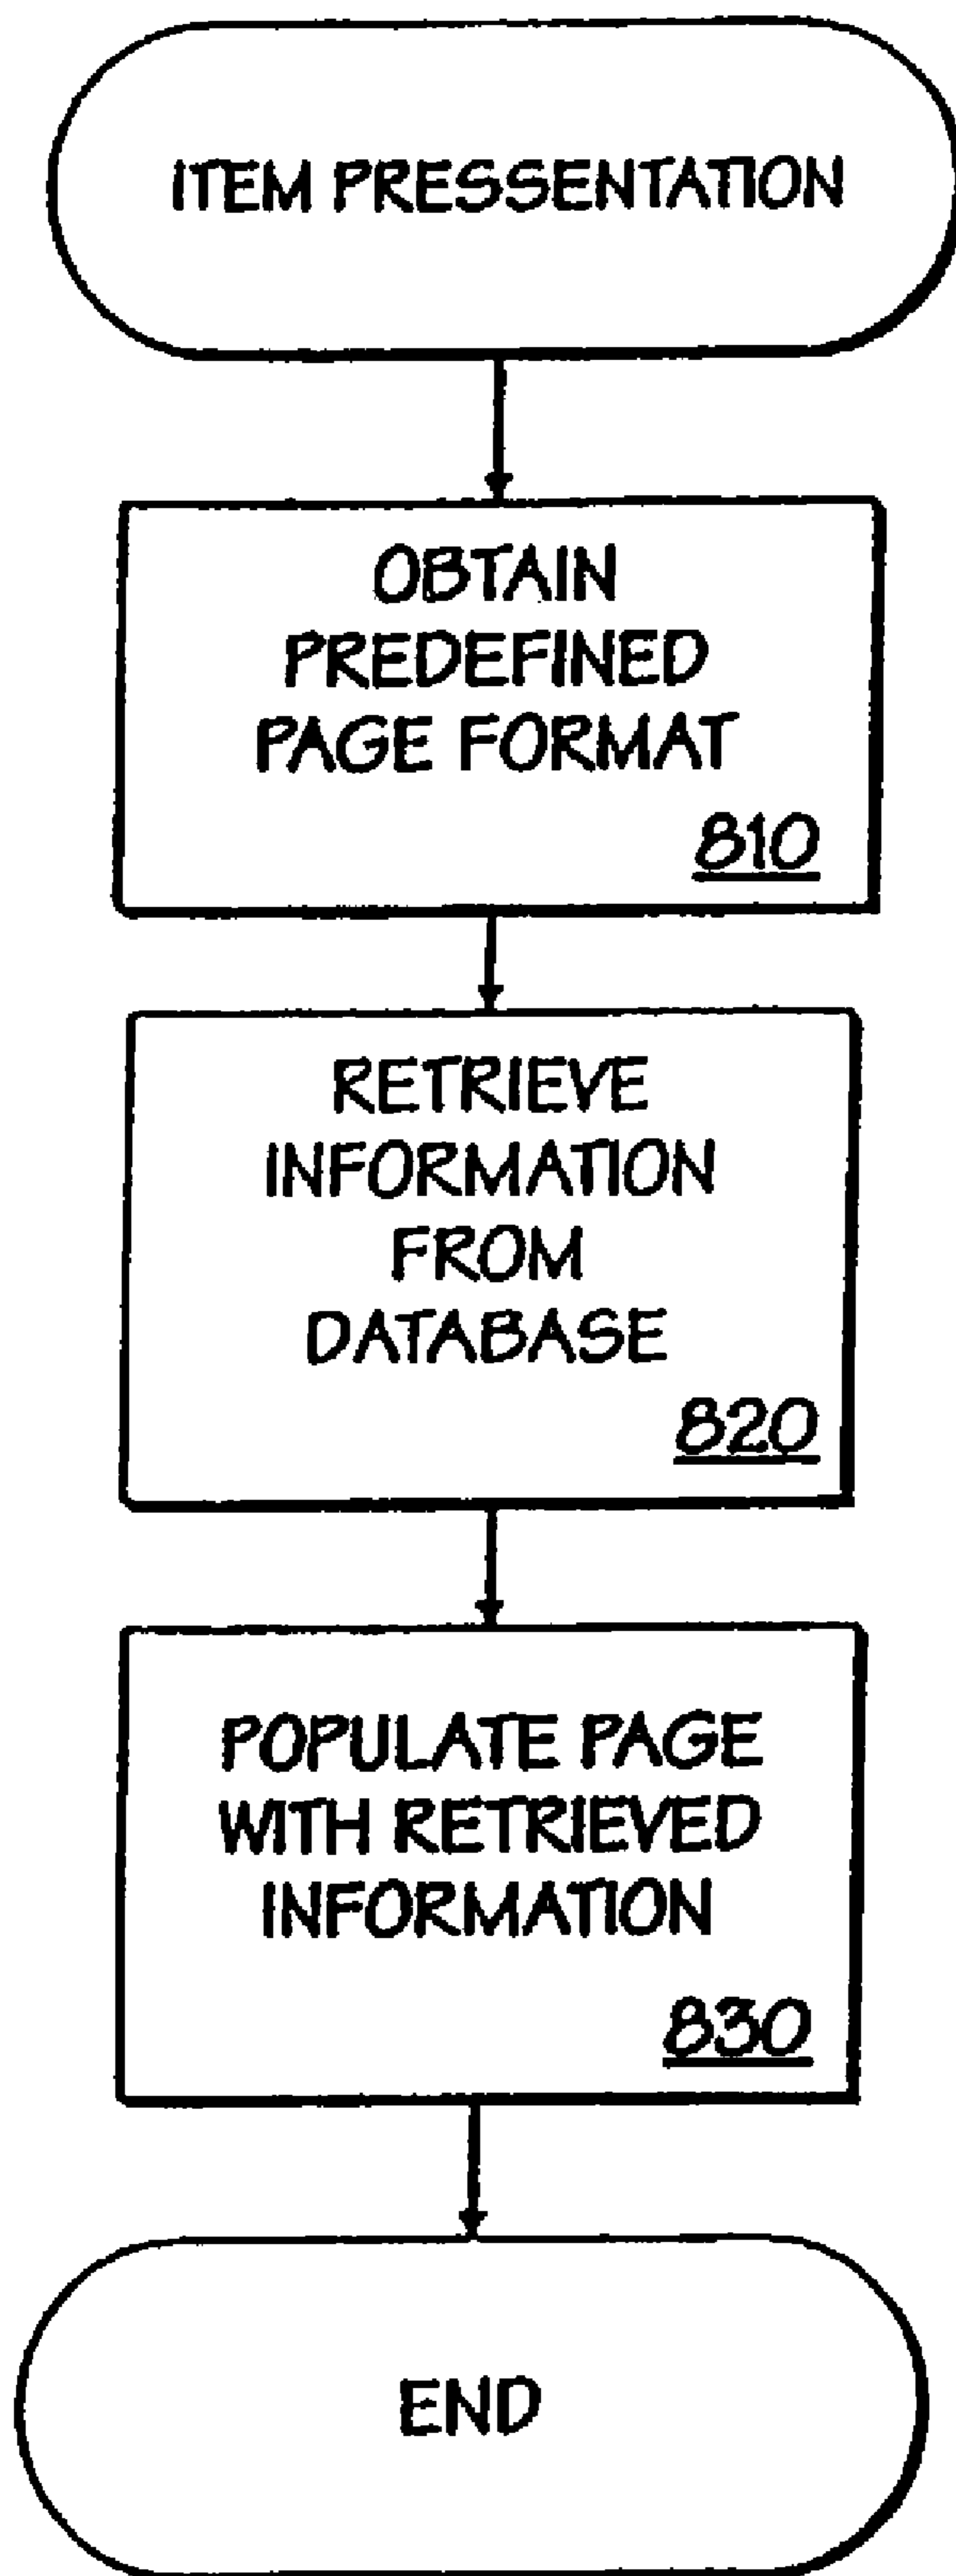 ITEM PRESSENTATION
OBTAIN
PREDEFINED
PAGE FORMAT
810
RETRIEVE
INFORMATION
FROM
DATABASE
820
POPULATE PAGE
WITH RETRIEVED
INFORMATION
830
END